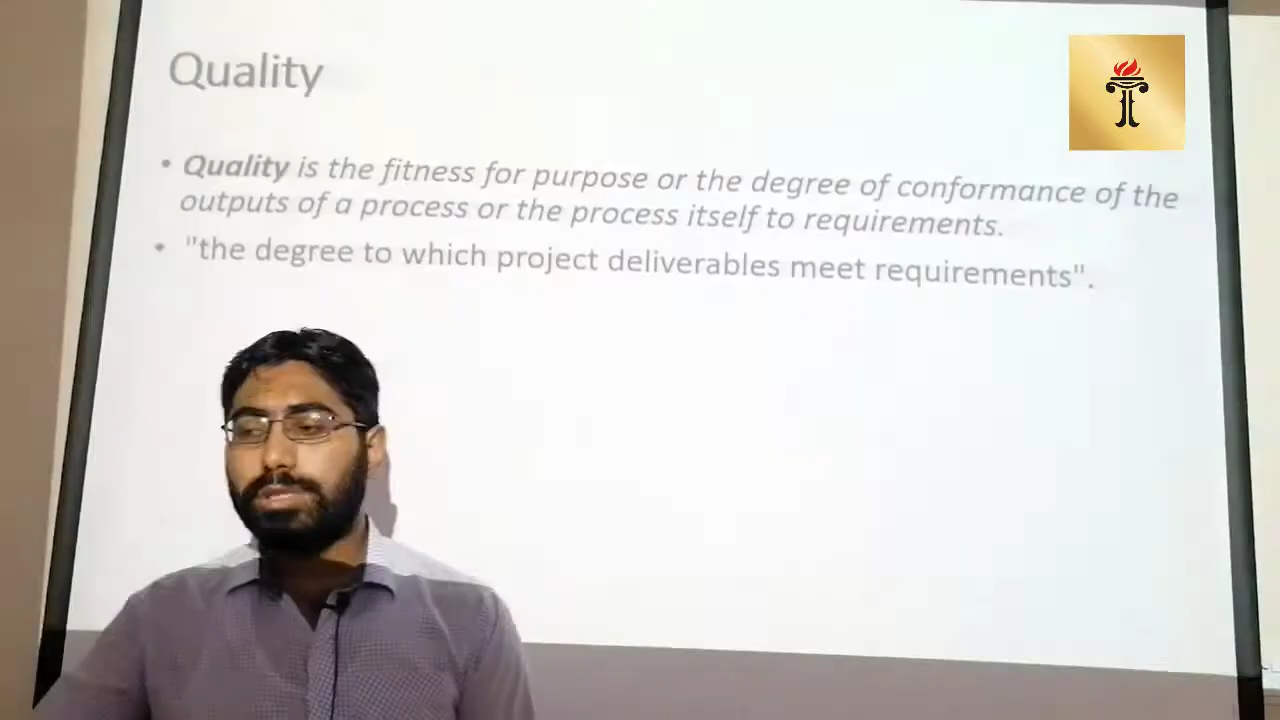 Quality
• Quality is the fitness for purpose or the degree of conformance of the
outputs of a process or the process itself to requirements.
• "the degree to which project deliverables meet requirements".